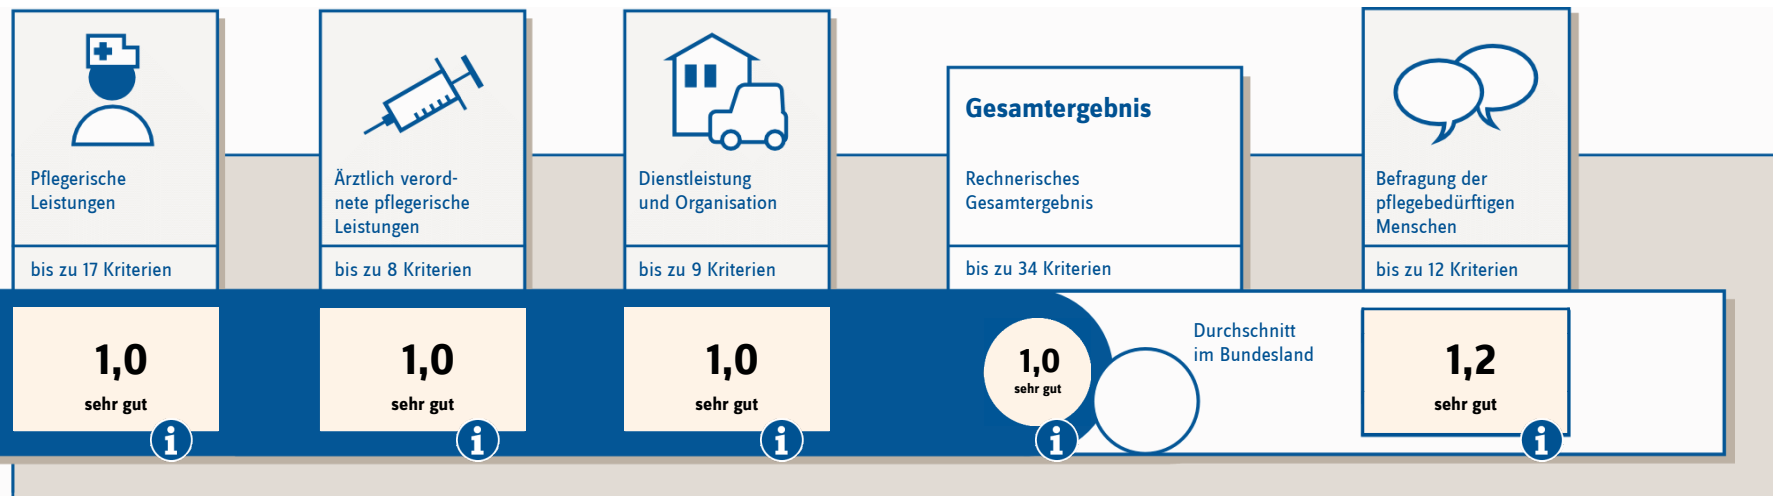 Pflegerische
Leistungen
bis zu 17 Kriterien
1,0
sehr gut
i
Ärztlich verord-
nete pflegerische
Leistungen
bis zu 8 Kriterien
1,0
sehr gut
i
Dienstleistung
und Organisation
bis zu 9 Kriterien
1,0
sehr gut
i
Gesamtergebnis
Rechnerisches
Gesamtergebnis
bis zu 34 Kriterien
1,0
sehr gut
i
Durchschnitt
im Bundesland
Befragung der
pflegebedürftigen
Menschen
bis zu 12 Kriterien
1,2
sehr gut
i